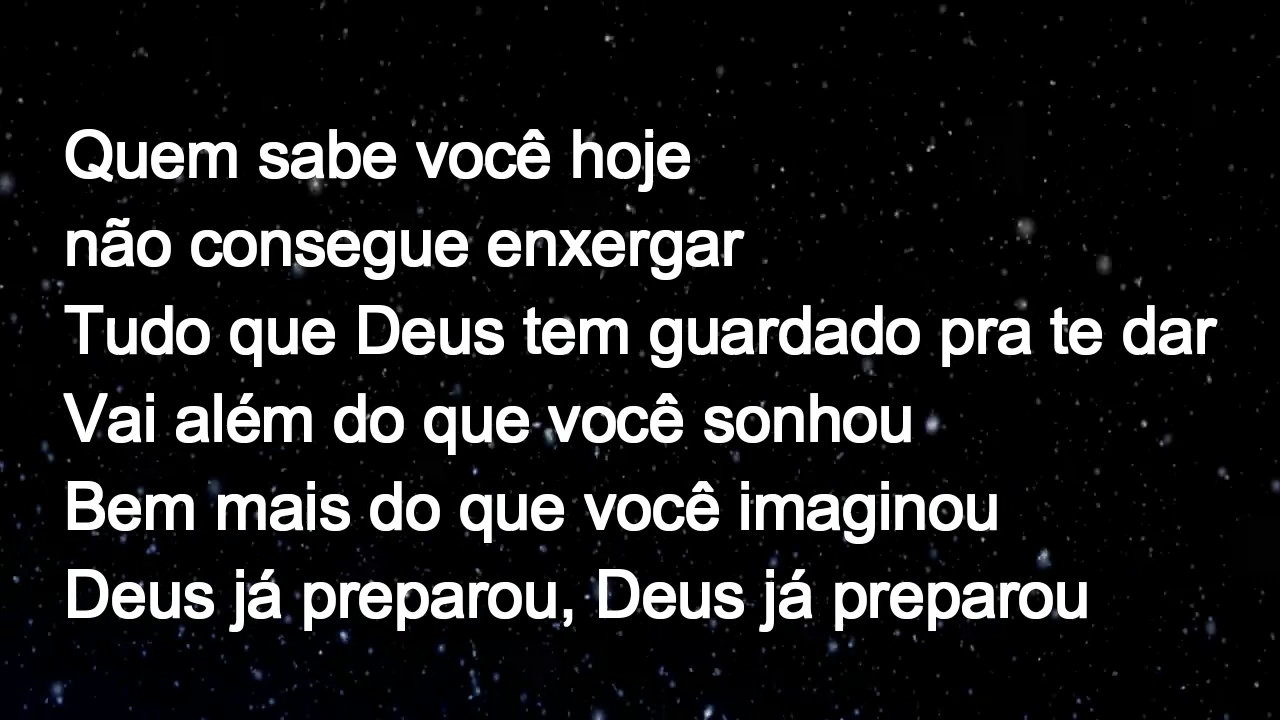 Quem sabe você hoje
não consegue enxergar
Tudo que Deus tem guardado pra te dar
Vai além do que você sonhou
Bem mais do que você imaginou
Deus já preparou, Deus já preparou